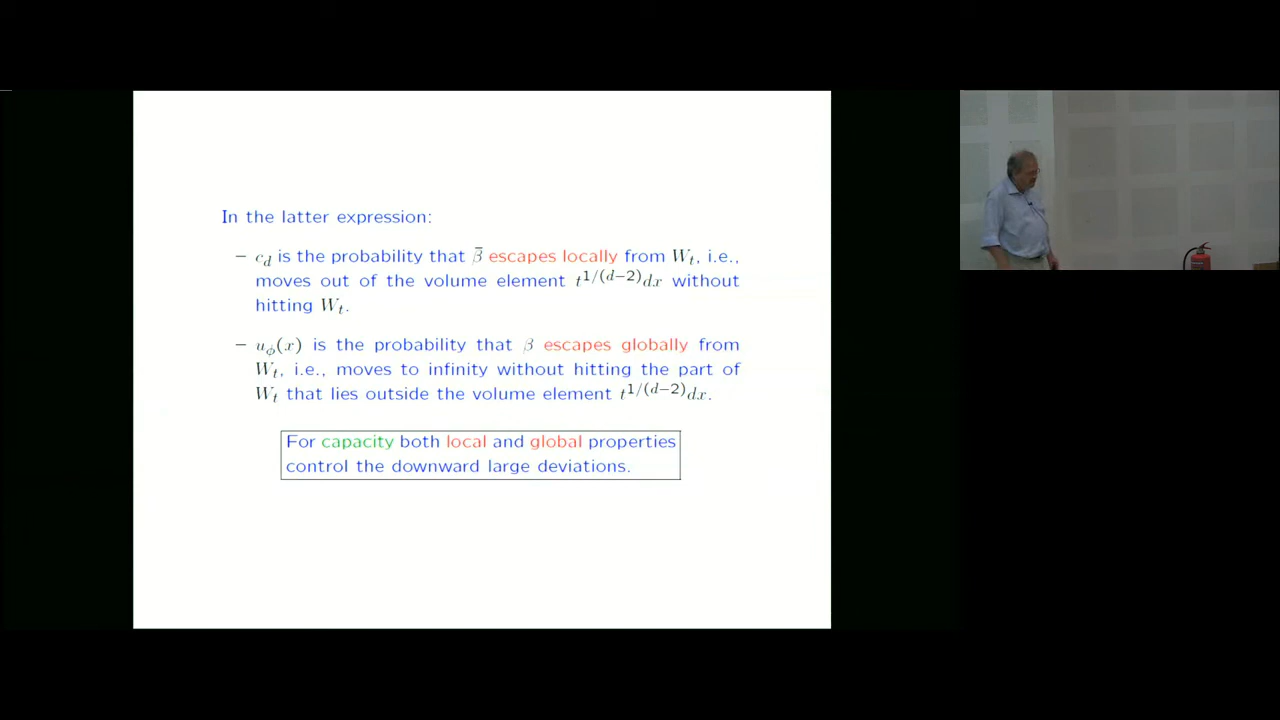 In the latter expression:
– c_d is the probability that β̄ escapes locally from W_t, i.e.,
moves out of the volume element t^{1/(d−2)}dx without
hitting W_t.
– u_ϕ(x) is the probability that β escapes globally from
W_t, i.e., moves to infinity without hitting the part of
W_t that lies outside the volume element t^{1/(d−2)}dx.
For capacity both local and global properties
control the downward large deviations.